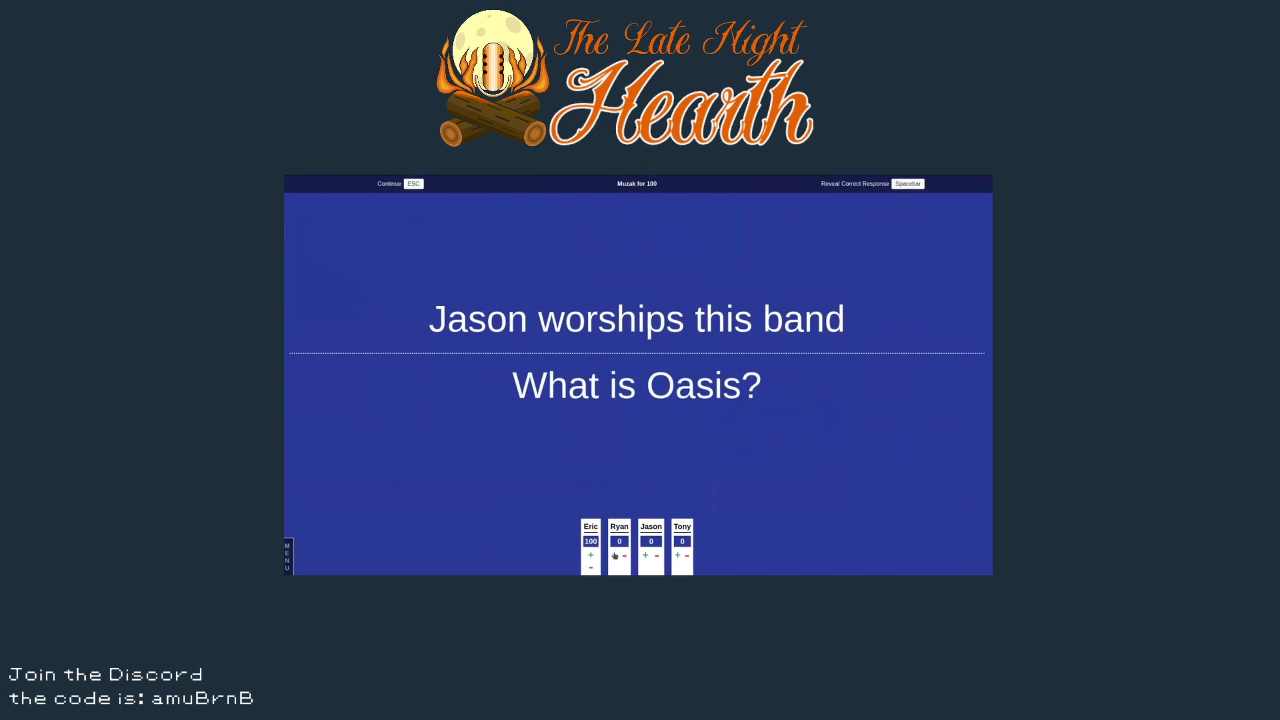 The Late Night
Hearth
Continue ESC
Muzak for 100
Reveal Correct Response Spacebar
Jason worships this band
What is Oasis?
MENU
Eric Ryan Jason Tony
100 0 0 0
+ - + - + -
-
Join the Discord
the code is: amuBrnB